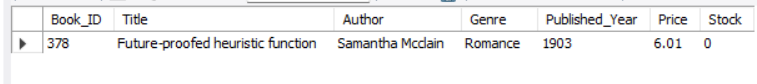 Book_ID Title Author Genre Published_Year Price Stock
378 Future-proofed heuristic function Samantha Mcclain Romance 1903 6.01 0